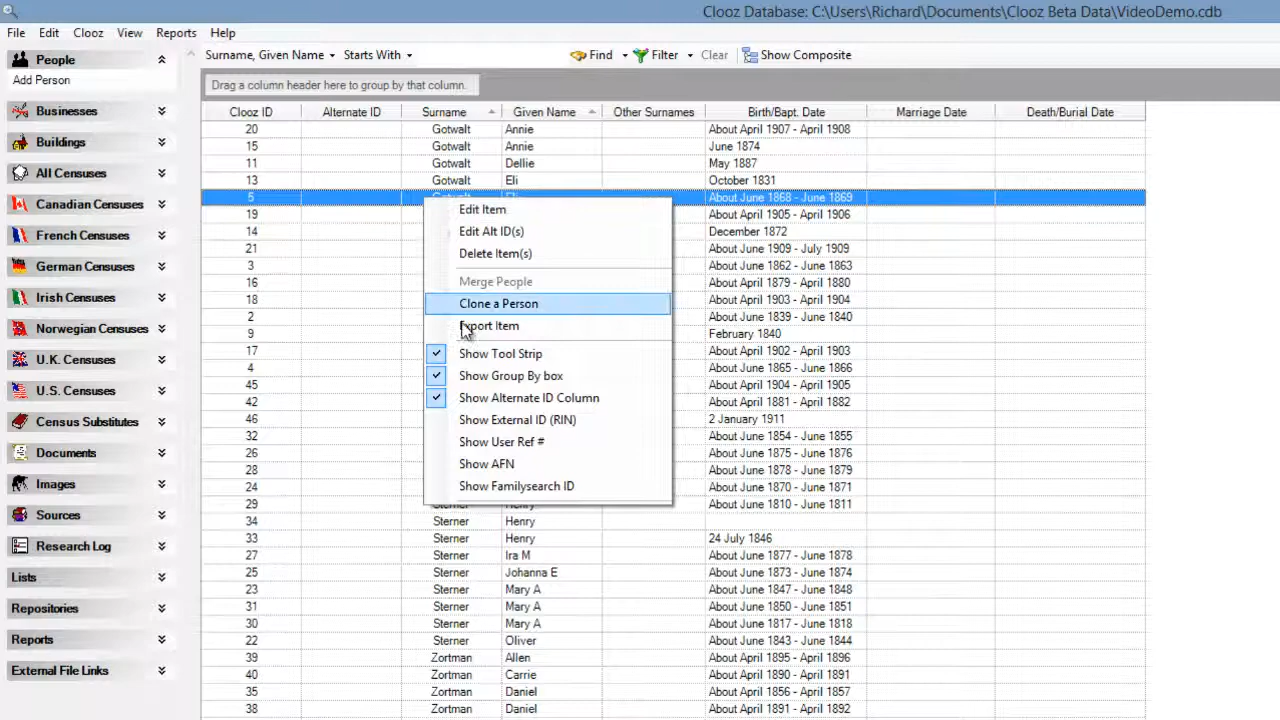 Clooz Database: C:\Users\Richard\Documents\Clooz Beta Data\VideoDemo.cdb
File Edit Clooz View Reports Help
People
Add Person
Businesses
Buildings
All Censuses
Canadian Censuses
French Censuses
German Censuses
Irish Censuses
Norwegian Censuses
U.K. Censuses
U.S. Censuses
Census Substitutes
Documents
Images
Sources
Research Log
Lists
Repositories
Reports
External File Links
Surname, Given Name Starts With Find Filter Clear Show Composite
Drag a column header here to group by that column.
Clooz ID Alternate ID Surname Given Name Other Surnames Birth/Bapt. Date Marriage Date Death/Burial Date
20 Gotwalt Annie About April 1907 - April 1908
15 Gotwalt Annie June 1874
11 Gotwalt Dellie May 1887
13 Gotwalt Eli October 1831
5 About June 1868 - June 1869
19 About April 1905 - April 1906
14 December 1872
21 About June 1909 - July 1909
3 About June 1862 - June 1863
16 About April 1879 - April 1880
18 About April 1903 - April 1904
2 About June 1839 - June 1840
9 February 1840
17 About April 1902 - April 1903
4 About June 1865 - June 1866
45 About April 1904 - April 1905
42 About April 1881 - April 1882
46 2 January 1911
32 About June 1854 - June 1855
26 About June 1875 - June 1876
28 About June 1878 - June 1879
24 About June 1870 - June 1871
29 About June 1810 - June 1811
34 Sterner Henry
33 Sterner Henry 24 July 1846
27 Sterner Ira M About June 1877 - June 1878
25 Sterner Johanna E About June 1873 - June 1874
23 Sterner Mary A About June 1847 - June 1848
31 Sterner Mary A About June 1850 - June 1851
30 Sterner Mary A About June 1817 - June 1818
22 Sterner Oliver About June 1843 - June 1844
39 Zortman Allen About April 1895 - April 1896
40 Zortman Carrie About April 1890 - April 1891
35 Zortman Daniel About April 1856 - April 1857
38 Zortman Daniel About April 1891 - April 1892
Edit Item
Edit Alt ID(s)
Delete Item(s)
Merge People
Clone a Person
Export Item
Show Tool Strip
Show Group By box
Show Alternate ID Column
Show External ID (RIN)
Show User Ref #
Show AFN
Show Familysearch ID